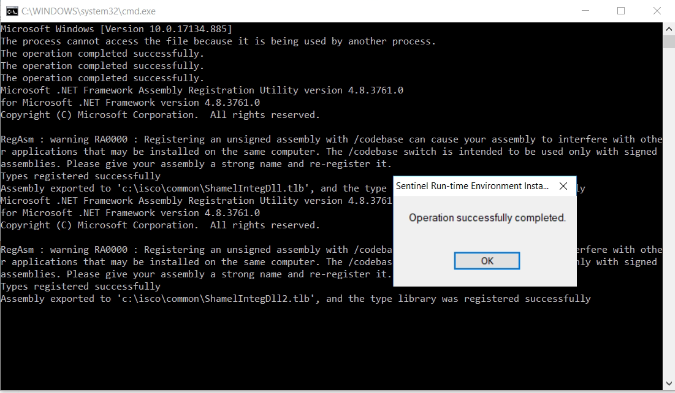 C:\WINDOWS\system32\cmd.exe
Microsoft Windows [Version 10.0.17134.885]
The process cannot access the file because it is being used by another process.
The operation completed successfully.
The operation completed successfully.
The operation completed successfully.
Microsoft .NET Framework Assembly Registration Utility version 4.8.3761.0
for Microsoft .NET Framework version 4.8.3761.0
Copyright (C) Microsoft Corporation.  All rights reserved.
RegAsm : warning RA0000 : Registering an unsigned assembly with /codebase can cause your assembly to interfere with othe
r applications that may be installed on the same computer. The /codebase switch is intended to be used only with signed
assemblies. Please give your assembly a strong name and re-register it.
Types registered successfully
Assembly exported to 'c:\isco\common\ShamelIntegDll.tlb', and the type
ly
Microsoft .NET Framework Assembly Registration Utility version 4.8.3761
for Microsoft .NET Framework version 4.8.3761.0
Copyright (C) Microsoft Corporation.  All rights reserved.
RegAsm : warning RA0000 : Registering an unsigned assembly with /codeba
erfere with othe
r applications that may be installed on the same computer. The /codebas
nly with signed
assemblies. Please give your assembly a strong name and re-register it.
Types registered successfully
Assembly exported to 'c:\isco\common\ShamelIntegDll2.tlb', and the type library was registered successfully
Sentinel Run-time Environment Insta...
Operation successfully completed.
OK